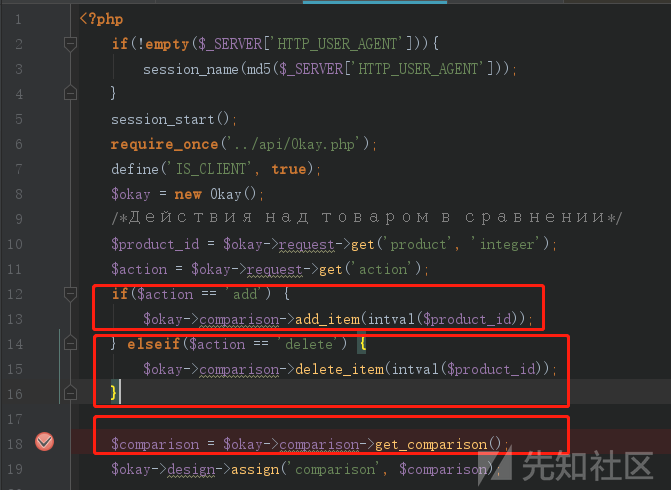 1 <?php
2 if(!empty($_SERVER['HTTP_USER_AGENT'])){
3 session_name(md5($_SERVER['HTTP_USER_AGENT']));
4 }
5 session_start();
6 require_once('../api/Okay.php');
7 define('IS_CLIENT', true);
8 $okay = new Okay();
9 /*Действия над товаром в сравнении*/
10 $product_id = $okay->request->get('product', 'integer');
11 $action = $okay->request->get('action');
12 if($action == 'add') {
13 $okay->comparison->add_item(intval($product_id));
14 } elseif($action == 'delete') {
15 $okay->comparison->delete_item(intval($product_id));
16 }
17
18 $comparison = $okay->comparison->get_comparison();
19 $okay->design->assign('comparison', $comparison);
先知社区